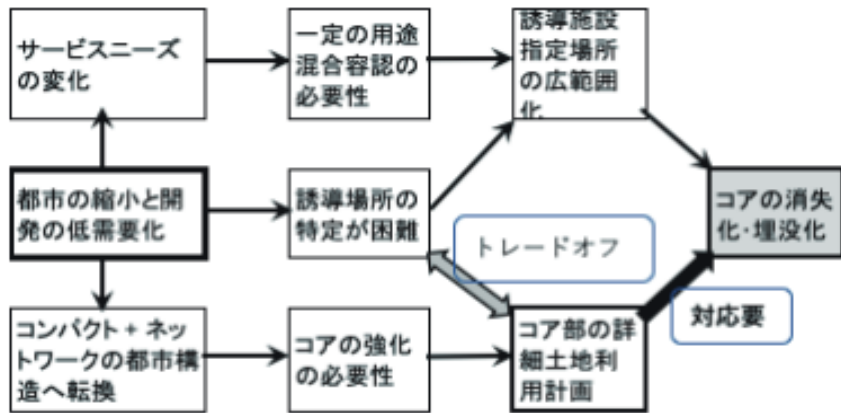 サービスニーズ
の変化
一定の用途
混合容認の
必要性
誘導施設
指定場所
の広範囲
化
都市の縮小と開
発の低需要化
誘導場所の
特定が困難
コアの消失
化・埋没化
トレードオフ
対応要
コンパクト + ネッ
トワークの都市構
造へ転換
コアの強化
の必要性
コア部の詳
細土地利
用計画